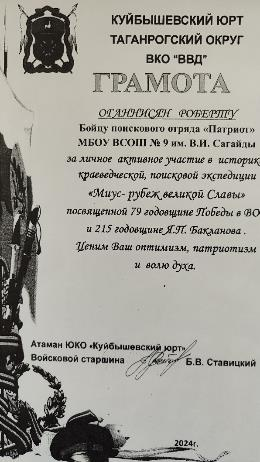 КУЙБЫШЕВСКИЙ ЮРТ
ТАГАНРОГСКИЙ ОКРУГ
ВКО "ВВД"
ГРАМОТА
ОГАННИСЯН РОБЕРТУ
Бойцу поискового отряда «Патриот»
МБОУ ВСОШ № 9 им. В.И. Сагайды
за личное активное участие в историк
краеведческой, поисковой экспедиции
«Миус- рубеж великой Славы»
посвященной 79 годовщине Победы в ВО
и 215 годовщине Я.П. Бакланова .
Ценим Ваш оптимизм, патриотизм
и волю духа.
Атаман ЮКО «Куйбышевский юрт»
Войсковой старшина Б.В. Ставицкий
2024г.